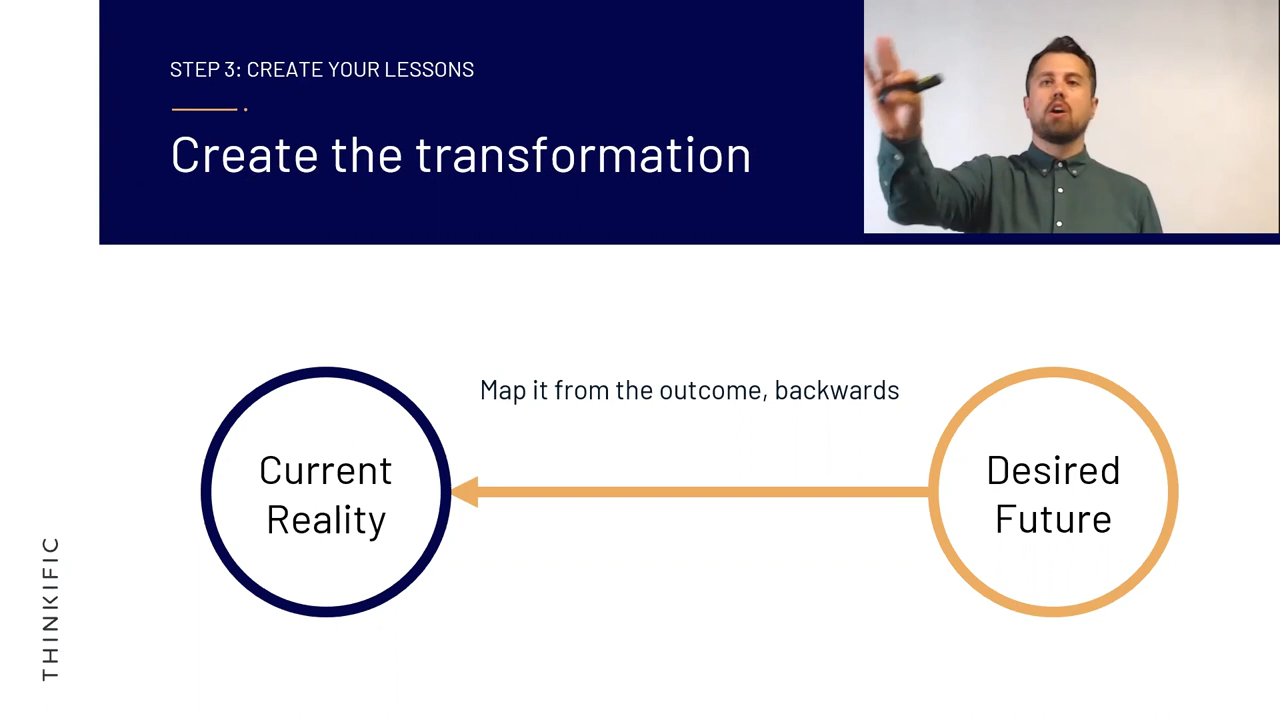 STEP 3: CREATE YOUR LESSONS
Create the transformation
Map it from the outcome, backwards
Current
Reality
Desired
Future
THINKIFIC